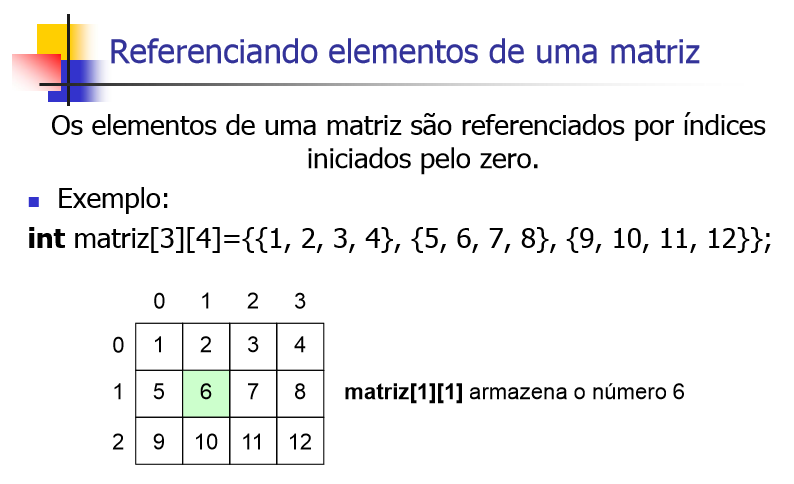 Referenciando elementos de uma matriz
Os elementos de uma matriz são referenciados por índices
iniciados pelo zero.
Exemplo:
int matriz[3][4]={{1, 2, 3, 4}, {5, 6, 7, 8}, {9, 10, 11, 12}};
0 1 2 3
0 1 2 3 4
1 5 6 7 8 matriz[1][1] armazena o número 6
2 9 10 11 12